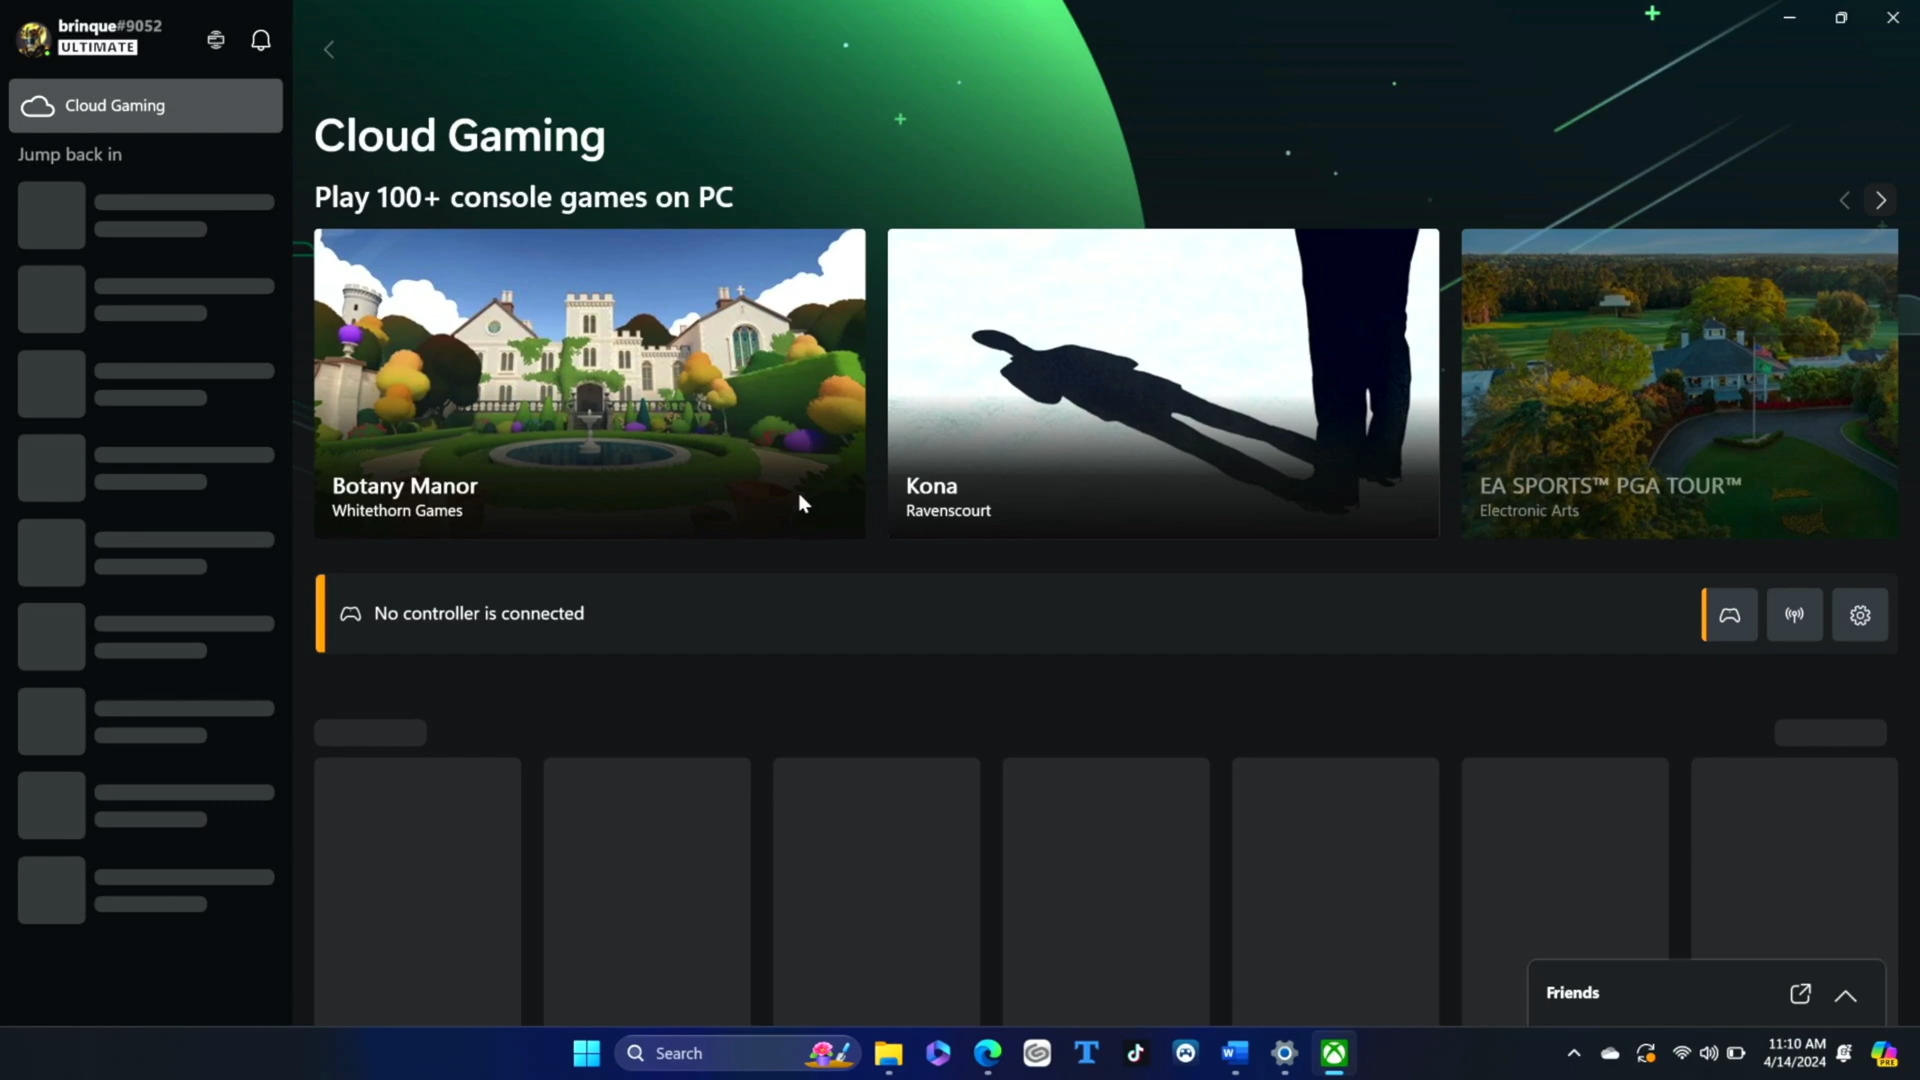 brinque#9052
ULTIMATE
Cloud Gaming
Jump back in
Cloud Gaming
Play 100+ console games on PC
Botany Manor
Whitethorn Games
Kona
Ravenscourt
EA SPORTS™ PGA TOUR™
Electronic Arts
No controller is connected
Friends
Search
11:10 AM
4/14/2024
PRE